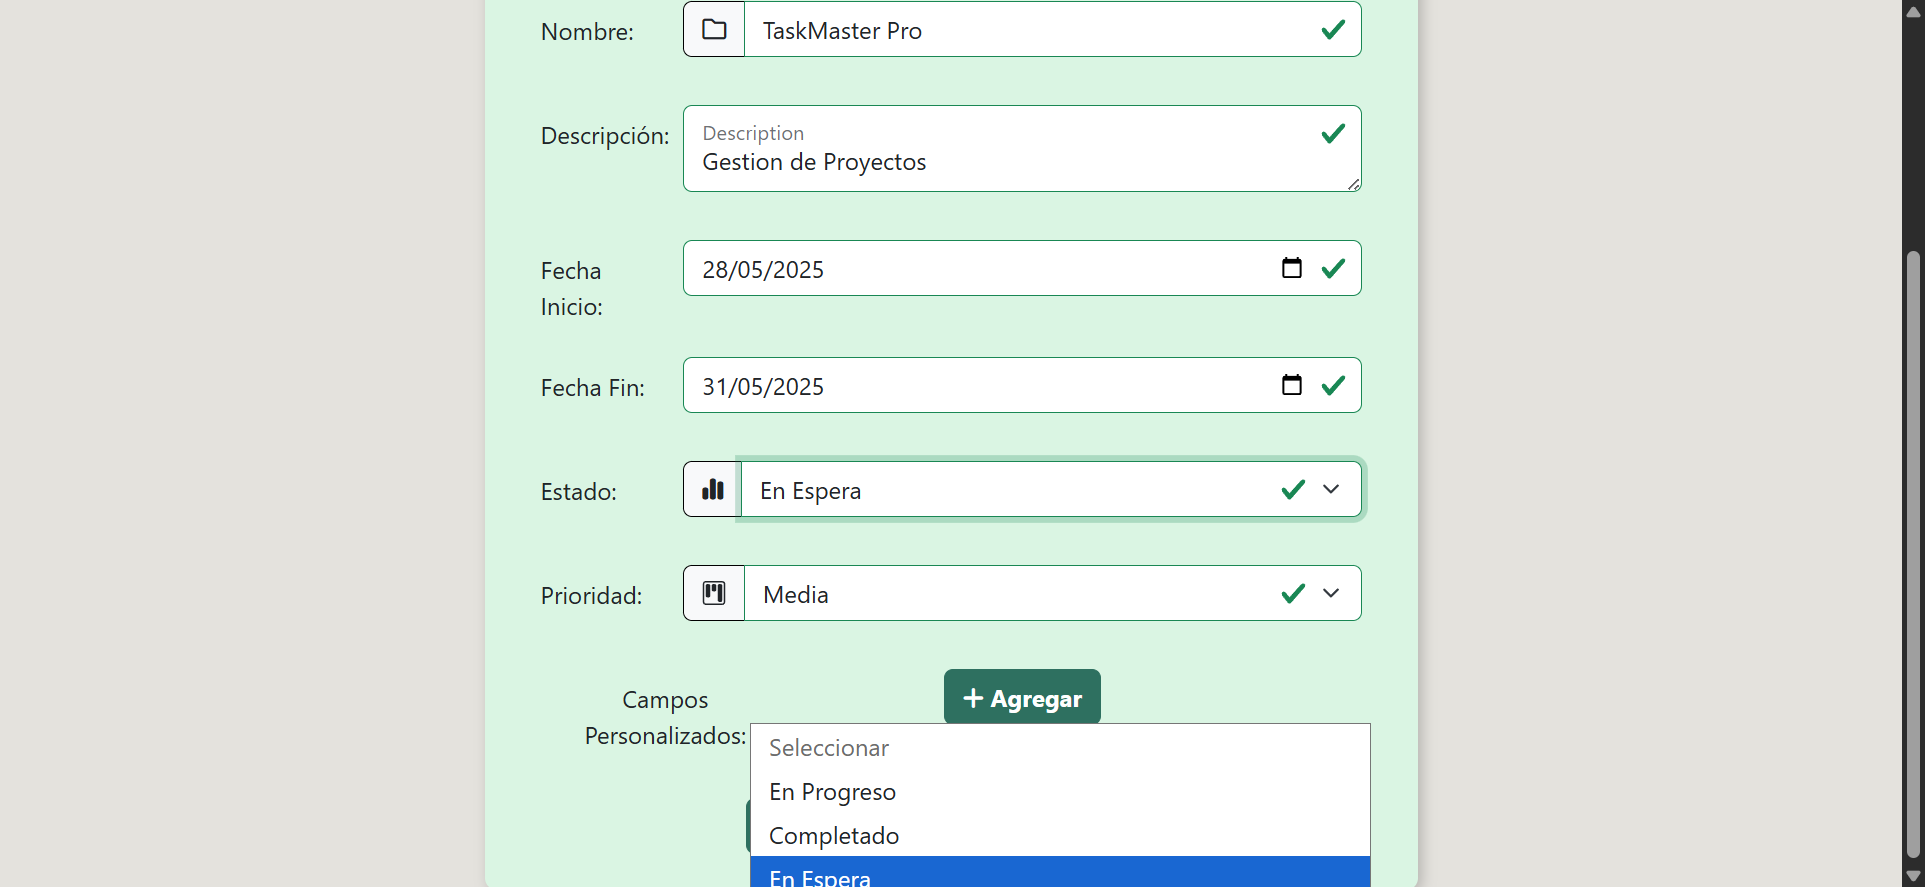 Nombre:
TaskMaster Pro
Descripción:
Description
Gestion de Proyectos
Fecha
Inicio:
28/05/2025
Fecha Fin:
31/05/2025
Estado:
En Espera
Prioridad:
Media
Campos
Personalizados:
+ Agregar
Seleccionar
En Progreso
Completado
En Espera